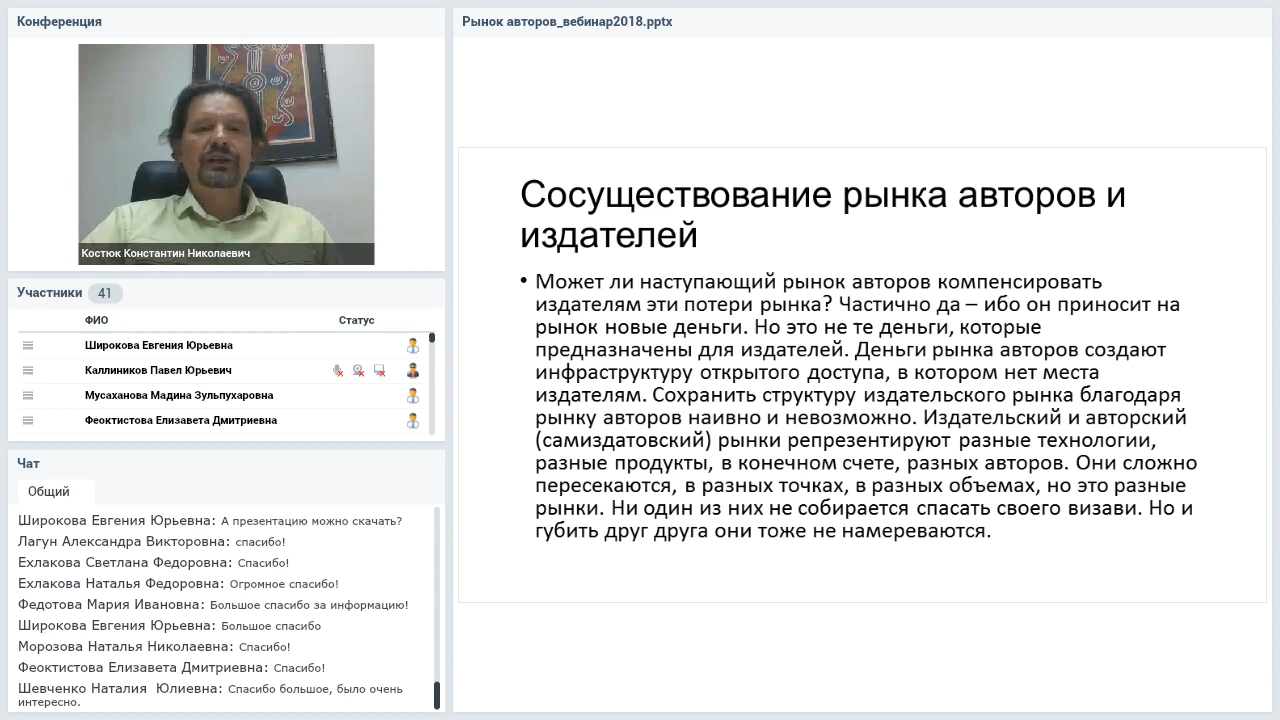 Конференция
Костюк Константин Николаевич
Участники 41
ФИО Статус
Широкова Евгения Юрьевна
Каллиников Павел Юрьевич
Мусаханова Мадина Зульпухаровна
Феоктистова Елизавета Дмитриевна
Чат
Общий
Широкова Евгения Юрьевна: А презентацию можно скачать?
Лагун Александра Викторовна: спасибо!
Ехлакова Светлана Федоровна: Спасибо!
Ехлакова Наталья Федоровна: Огромное спасибо!
Федотова Мария Ивановна: Большое спасибо за информацию!
Широкова Евгения Юрьевна: Большое спасибо
Морозова Наталья Николаевна: Спасибо!
Феоктистова Елизавета Дмитриевна: Спасибо!
Шевченко Наталия Юлиевна: Спасибо большое, было очень
интересно.
Рынок авторов_вебинар2018.pptx
Сосуществование рынка авторов и
издателей
• Может ли наступающий рынок авторов компенсировать
издателям эти потери рынка? Частично да – ибо он приносит на
рынок новые деньги. Но это не те деньги, которые
предназначены для издателей. Деньги рынка авторов создают
инфраструктуру открытого доступа, в котором нет места
издателям. Сохранить структуру издательского рынка благодаря
рынку авторов наивно и невозможно. Издательский и авторский
(самиздатовский) рынки репрезентируют разные технологии,
разные продукты, в конечном счете, разных авторов. Они сложно
пересекаются, в разных точках, в разных объемах, но это разные
рынки. Ни один из них не собирается спасать своего визави. Но и
губить друг друга они тоже не намереваются.